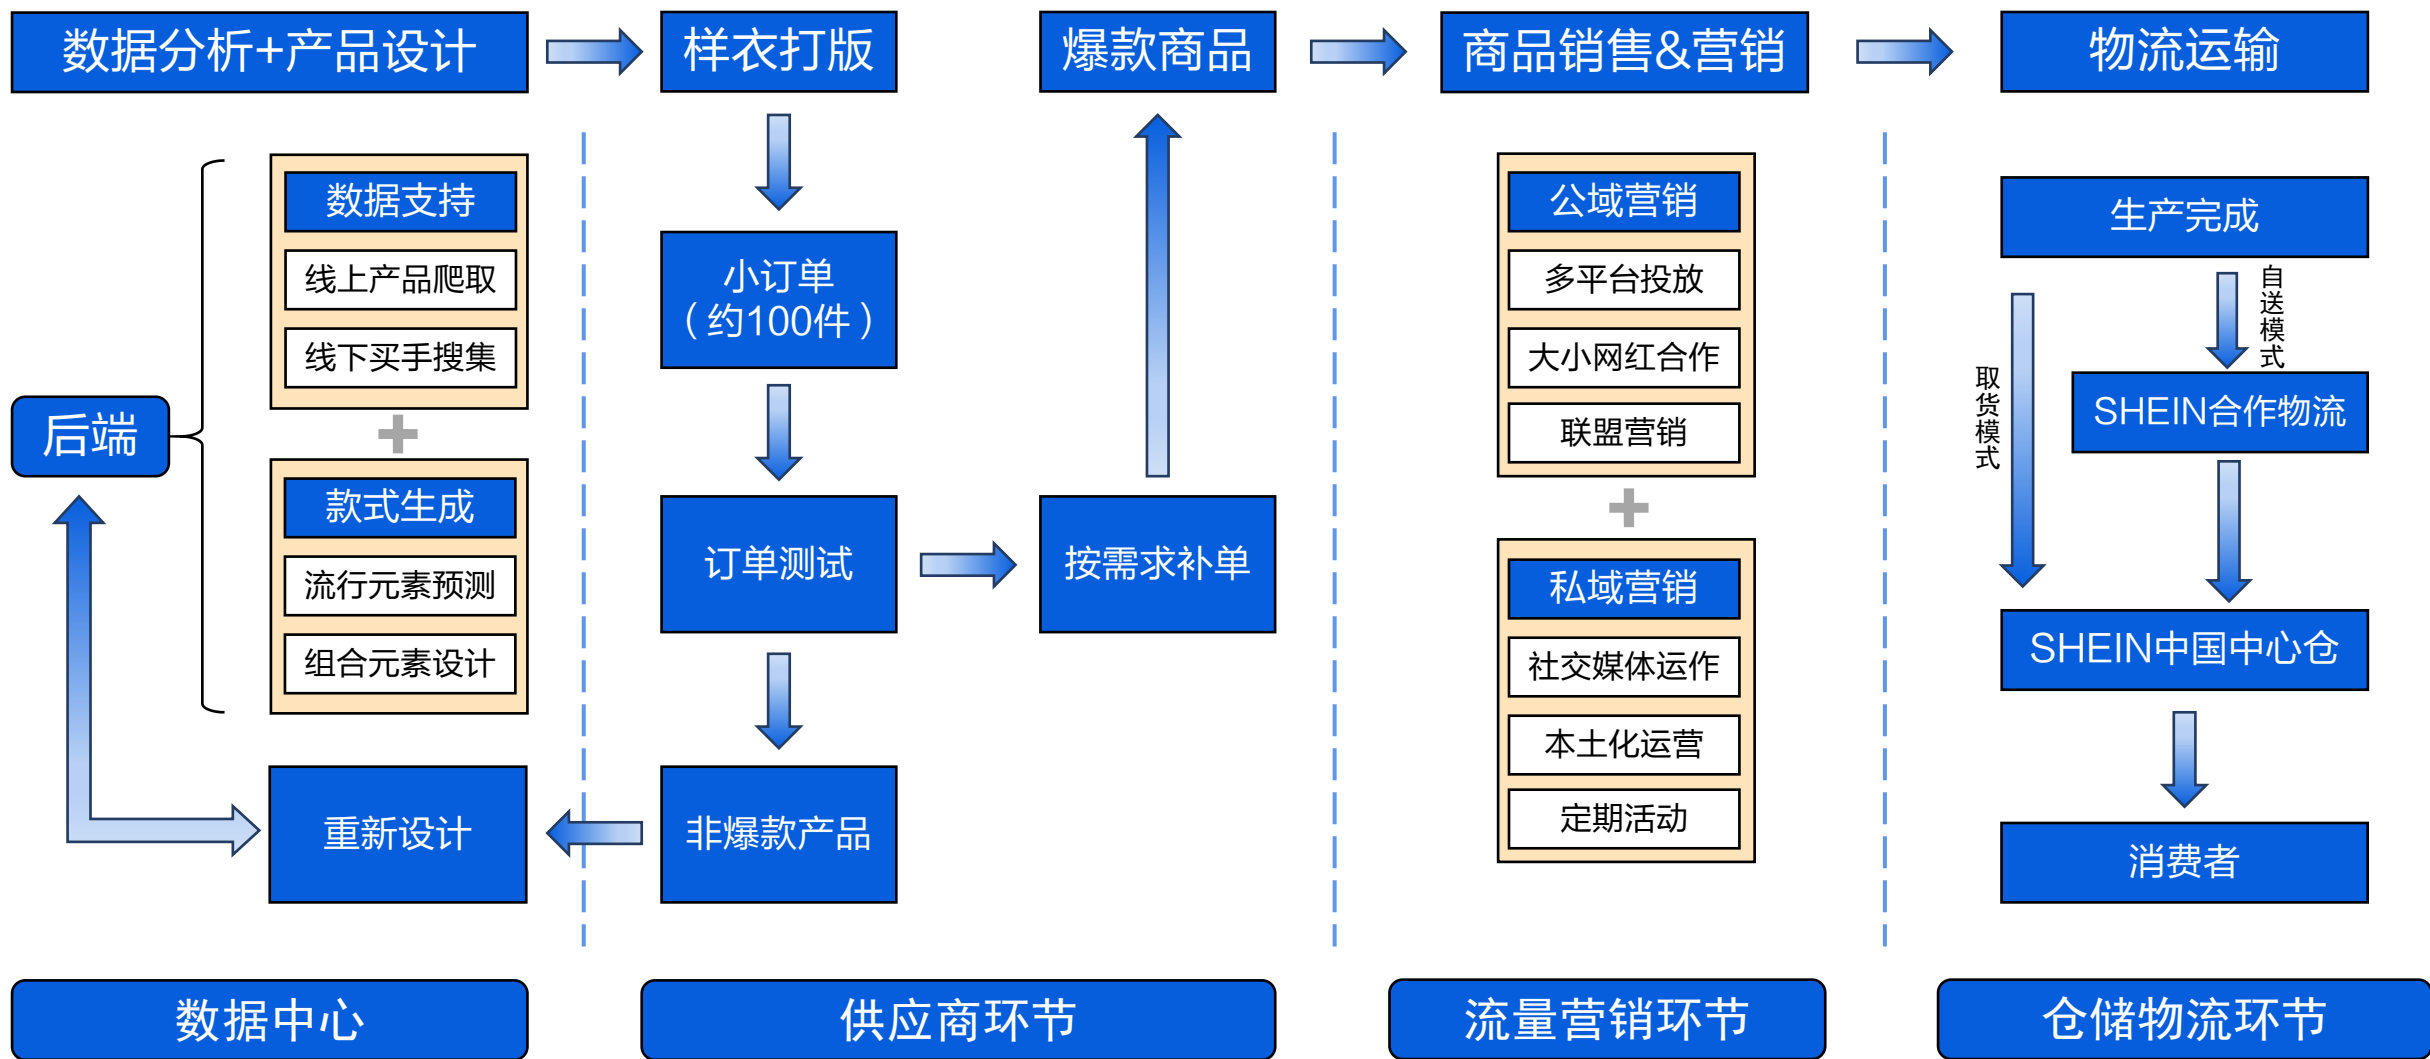 数据分析+产品设计
样衣打版
爆款商品
商品销售&营销
物流运输
数据支持
线上产品爬取
线下买手搜集
后端
款式生成
流行元素预测
组合元素设计
重新设计
小订单
（约100件）
订单测试
按需求补单
非爆款产品
公域营销
多平台投放
大小网红合作
联盟营销
私域营销
社交媒体运作
本土化运营
定期活动
生产完成
自送模式
取货模式
SHEIN合作物流
SHEIN中国中心仓
消费者
数据中心
供应商环节
流量营销环节
仓储物流环节